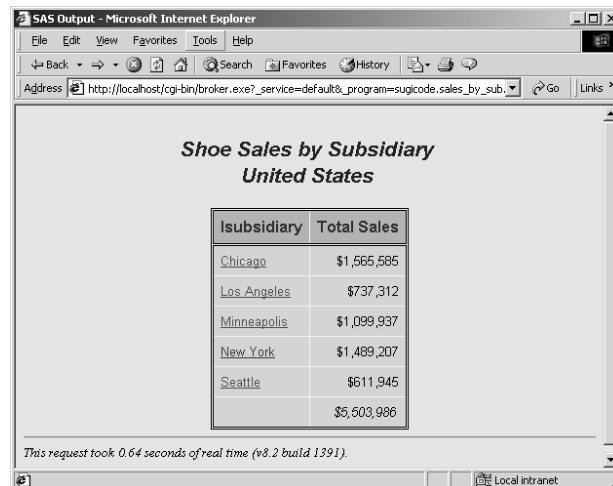 SAS Output - Microsoft Internet Explorer
File Edit View Favorites Tools Help
Back Search Favorites History
Address http://localhost/cgi-bin/broker.exe?_service=default&_program=sugicode.sales_by_sub. Go Links
Shoe Sales by Subsidiary
United States
lsubsidiary Total Sales
Chicago $1,565,585
Los Angeles $737,312
Minneapolis $1,099,937
New York $1,489,207
Seattle $611,945
$5,503,986
This request took 0.64 seconds of real time (v8.2 build 1391).
Local intranet